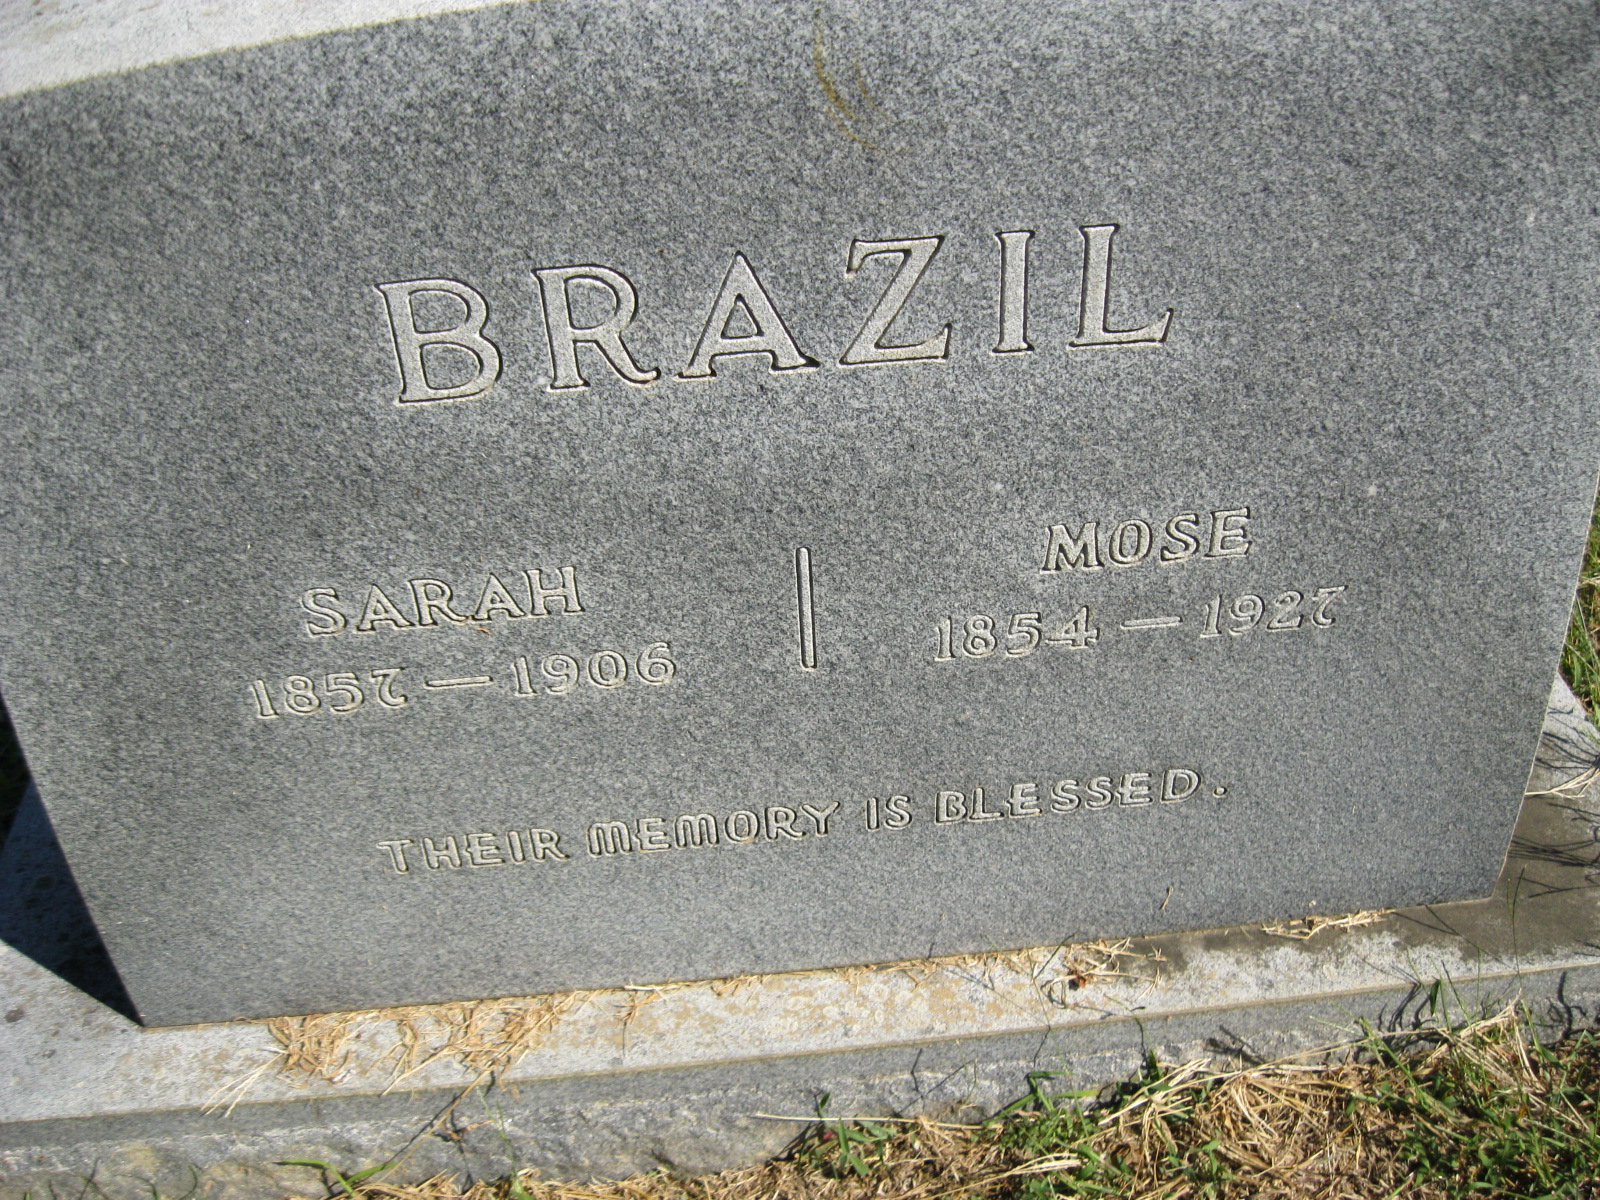 BRAZIL
SARAH
1857 — 1906
MOSE
1854 — 1927
THEIR MEMORY IS BLESSED.